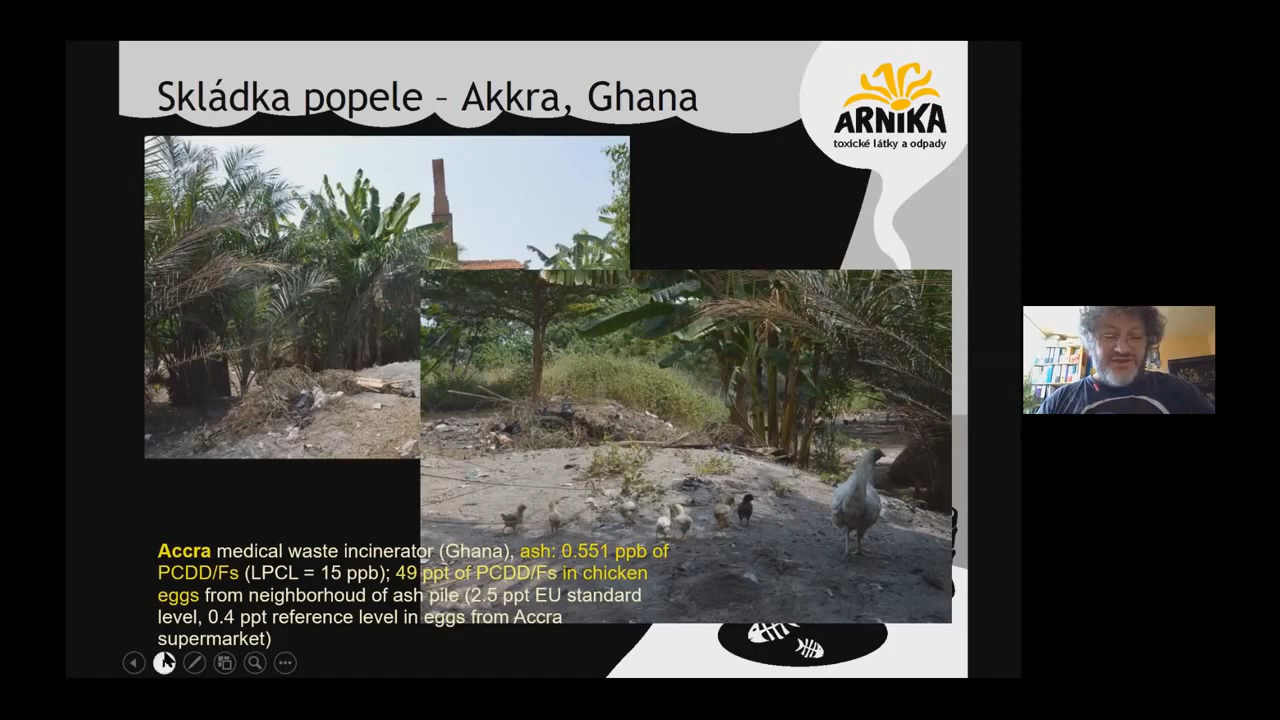 Skládka popele – Akkra, Ghana
ARNIKA
toxické látky a odpady
Accra medical waste incinerator (Ghana), ash: 0.551 ppb of
PCDD/Fs (LPCL = 15 ppb); 49 ppt of PCDD/Fs in chicken
eggs from neighborhoud of ash pile (2.5 ppt EU standard
level, 0.4 ppt reference level in eggs from Accra
supermarket)